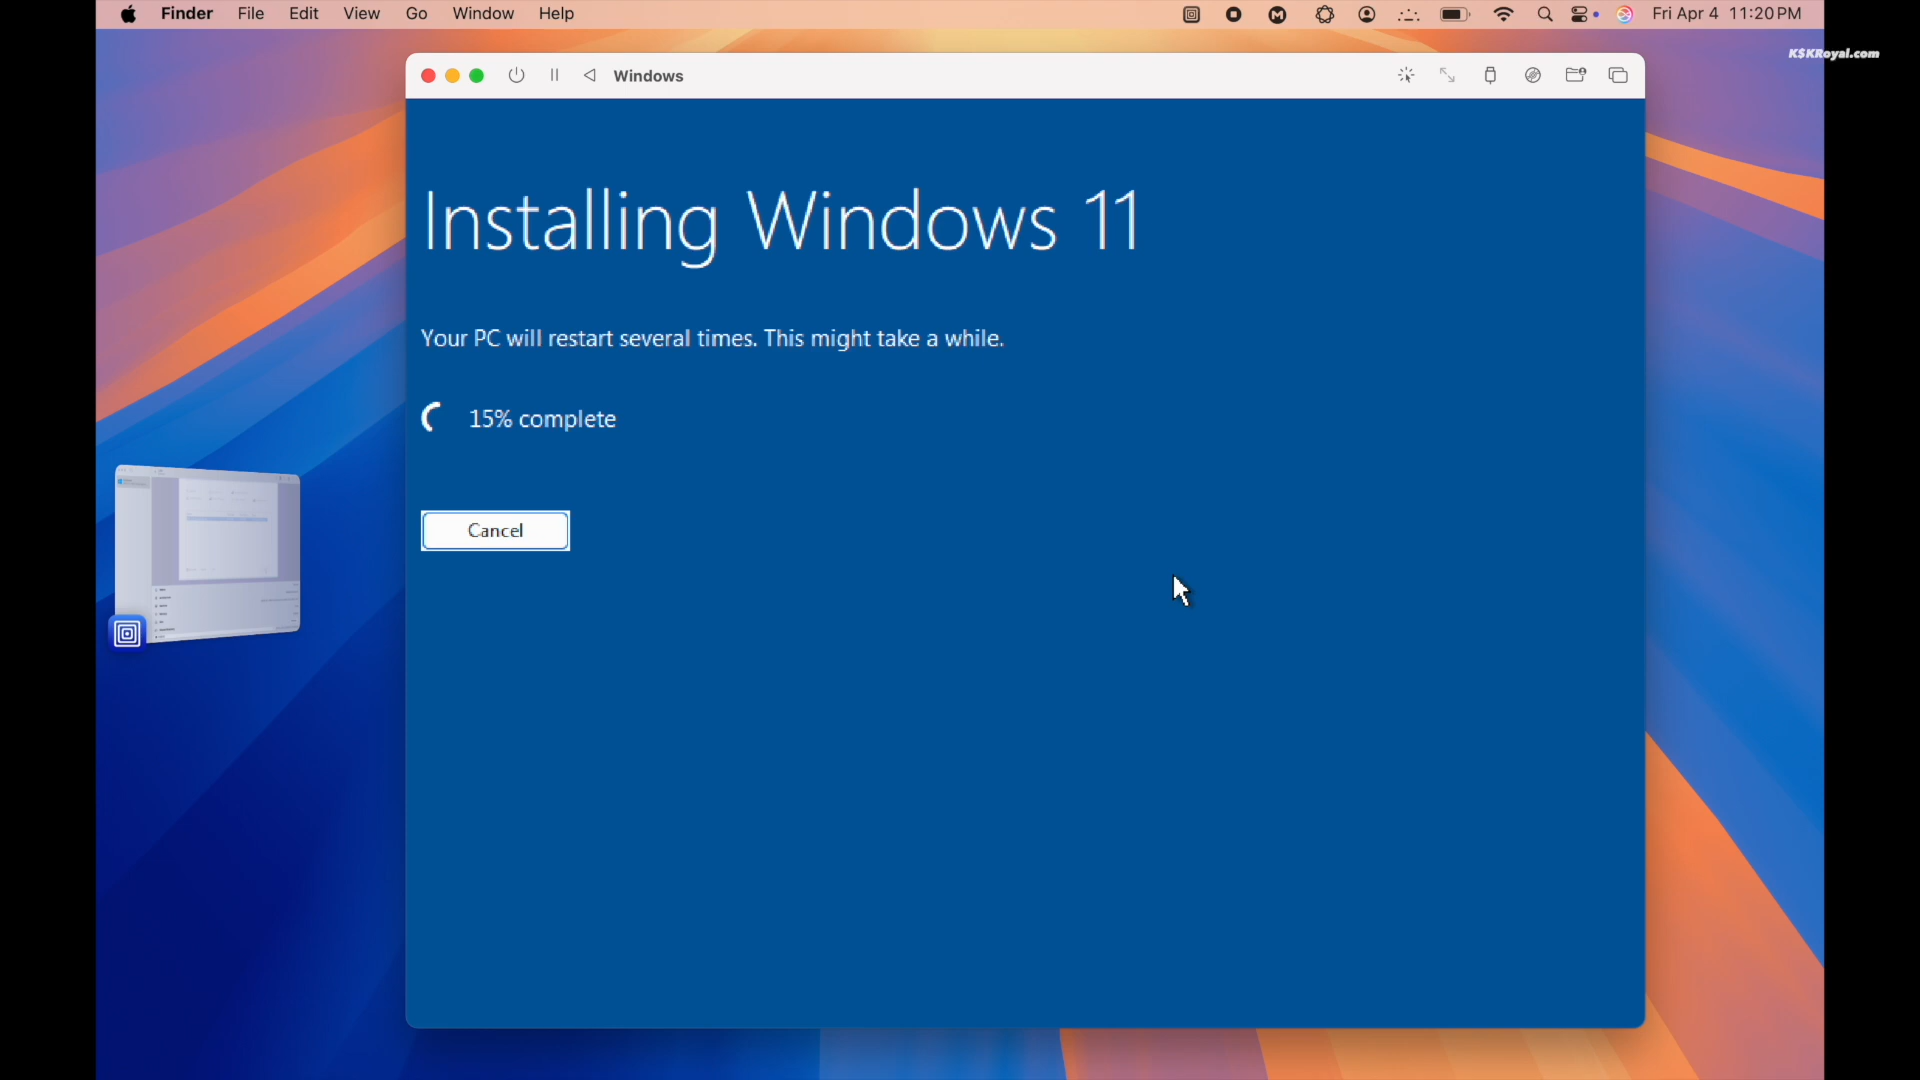 Finder File Edit View Go Window Help Fri Apr 4 11:20 PM
K$KRoyal.com
Windows
Installing Windows 11
Your PC will restart several times. This might take a while.
15% complete
Cancel